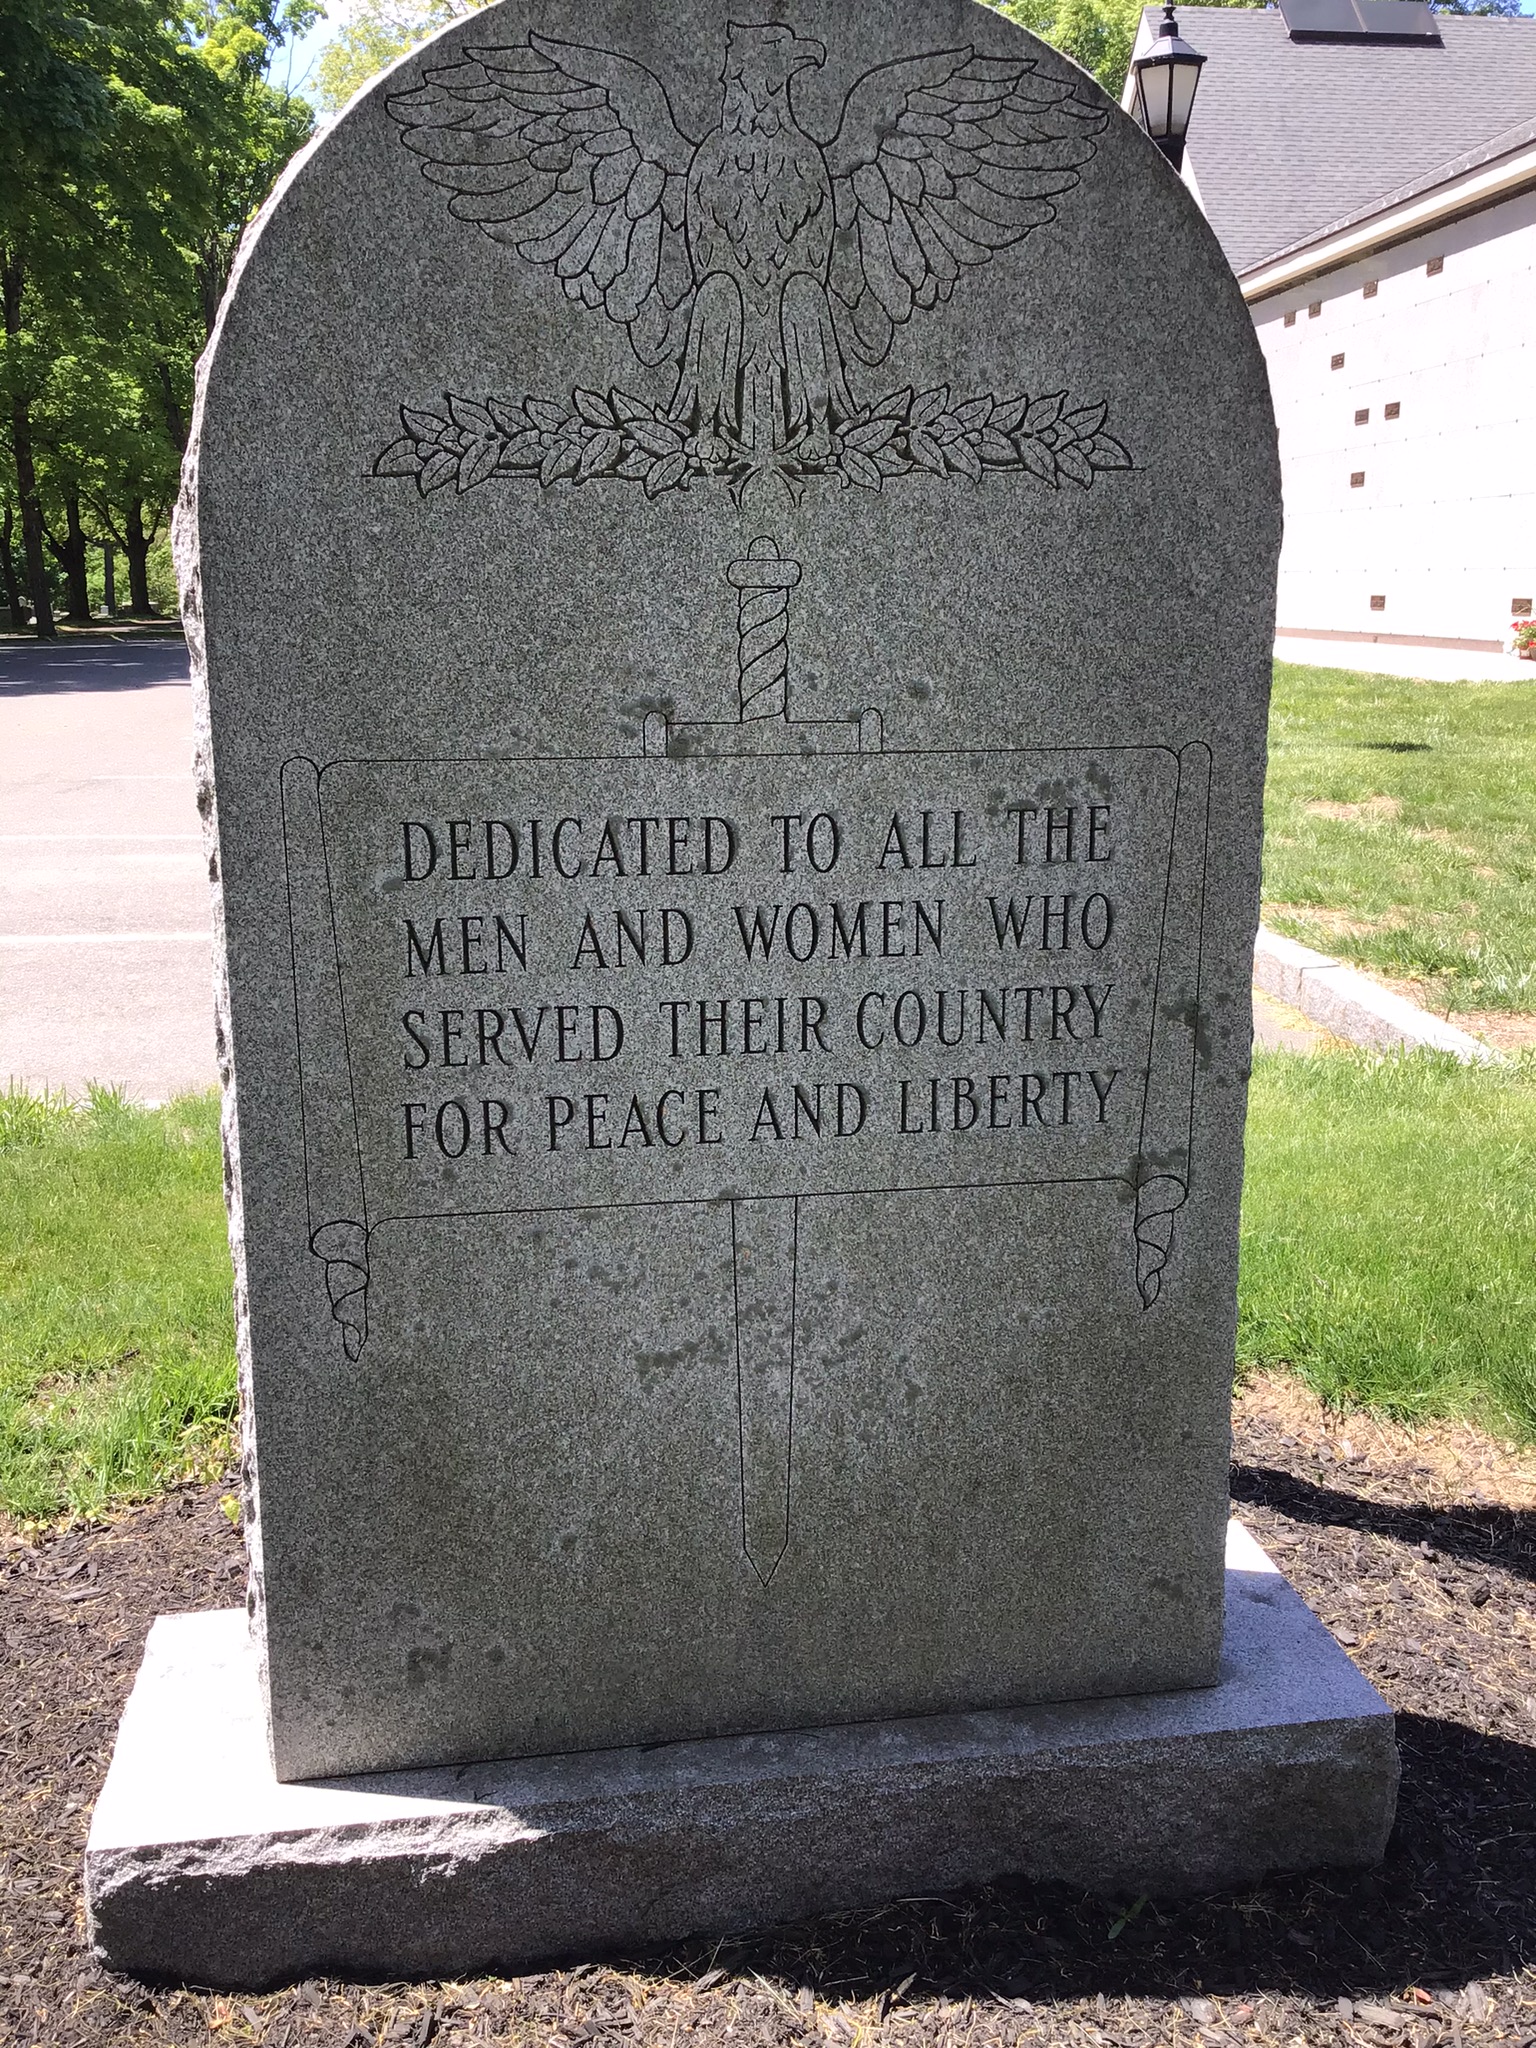 DEDICATED TO ALL THE
MEN AND WOMEN WHO
SERVED THEIR COUNTRY
FOR PEACE AND LIBERTY